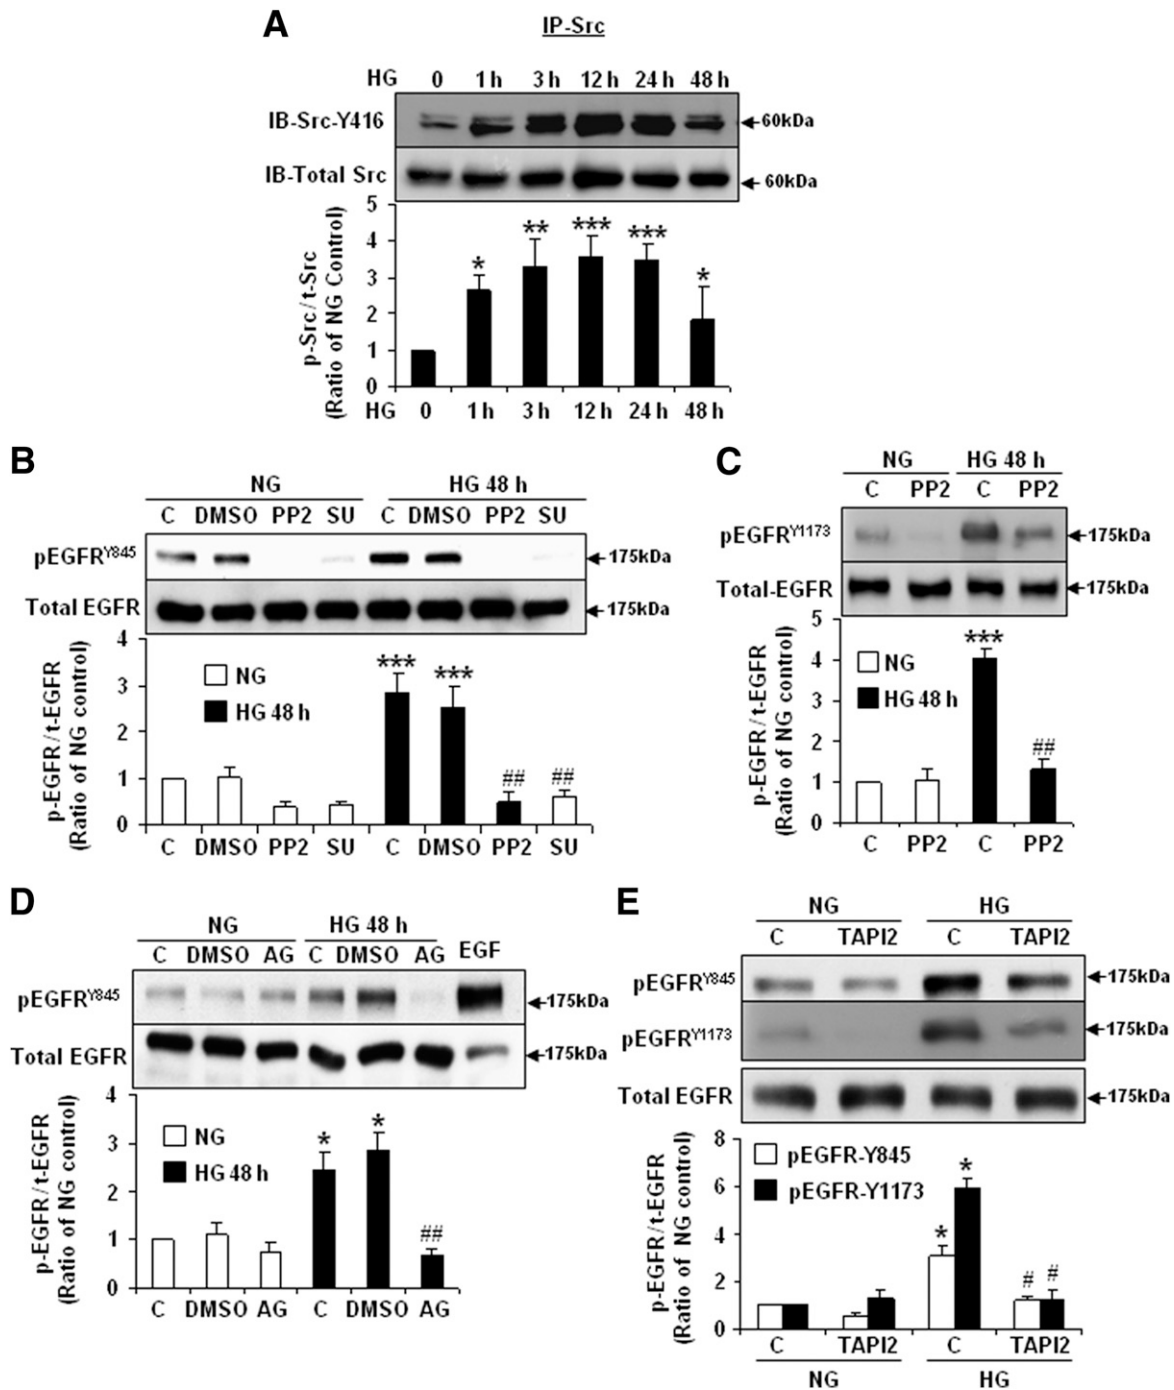 A
IP-Src
HG 0 1 h 3 h 12 h 24 h 48 h
IB-Src-Y416
60kDa
IB-Total Src
60kDa
p-Src/t-Src
(Ratio of NG Control)
5
4
3
2
1
0
* ** *** *** *
HG 0 1 h 3 h 12 h 24 h 48 h
B
NG HG 48 h
C DMSO PP2 SU C DMSO PP2 SU
pEGFRY845
175kDa
Total EGFR
175kDa
p-EGFR/t-EGFR
(Ratio of NG control)
4
3
2
1
0
NG
HG 48 h
*** *** ## ##
C DMSO PP2 SU C DMSO PP2 SU
C
NG HG 48 h
C PP2 C PP2
pEGFRY1173
175kDa
Total-EGFR
175kDa
p-EGFR/t-EGFR
(Ratio of NG control)
5
4
3
2
1
0
NG
HG 48 h
*** ##
C PP2 C PP2
D
NG HG 48 h
C DMSO AG C DMSO AG EGF
pEGFRY845
175kDa
Total EGFR
175kDa
p-EGFR/t-EGFR
(Ratio of NG control)
4
3
2
1
0
NG
HG 48 h
* * ##
C DMSO AG C DMSO AG
E
NG HG
C TAPI2 C TAPI2
pEGFRY845
175kDa
pEGFRY1173
175kDa
Total EGFR
175kDa
p-EGFR/t-EGFR
(Ratio of NG control)
8
6
4
2
0
pEGFR-Y845
pEGFR-Y1173
* * # #
C TAPI2 C TAPI2
NG HG